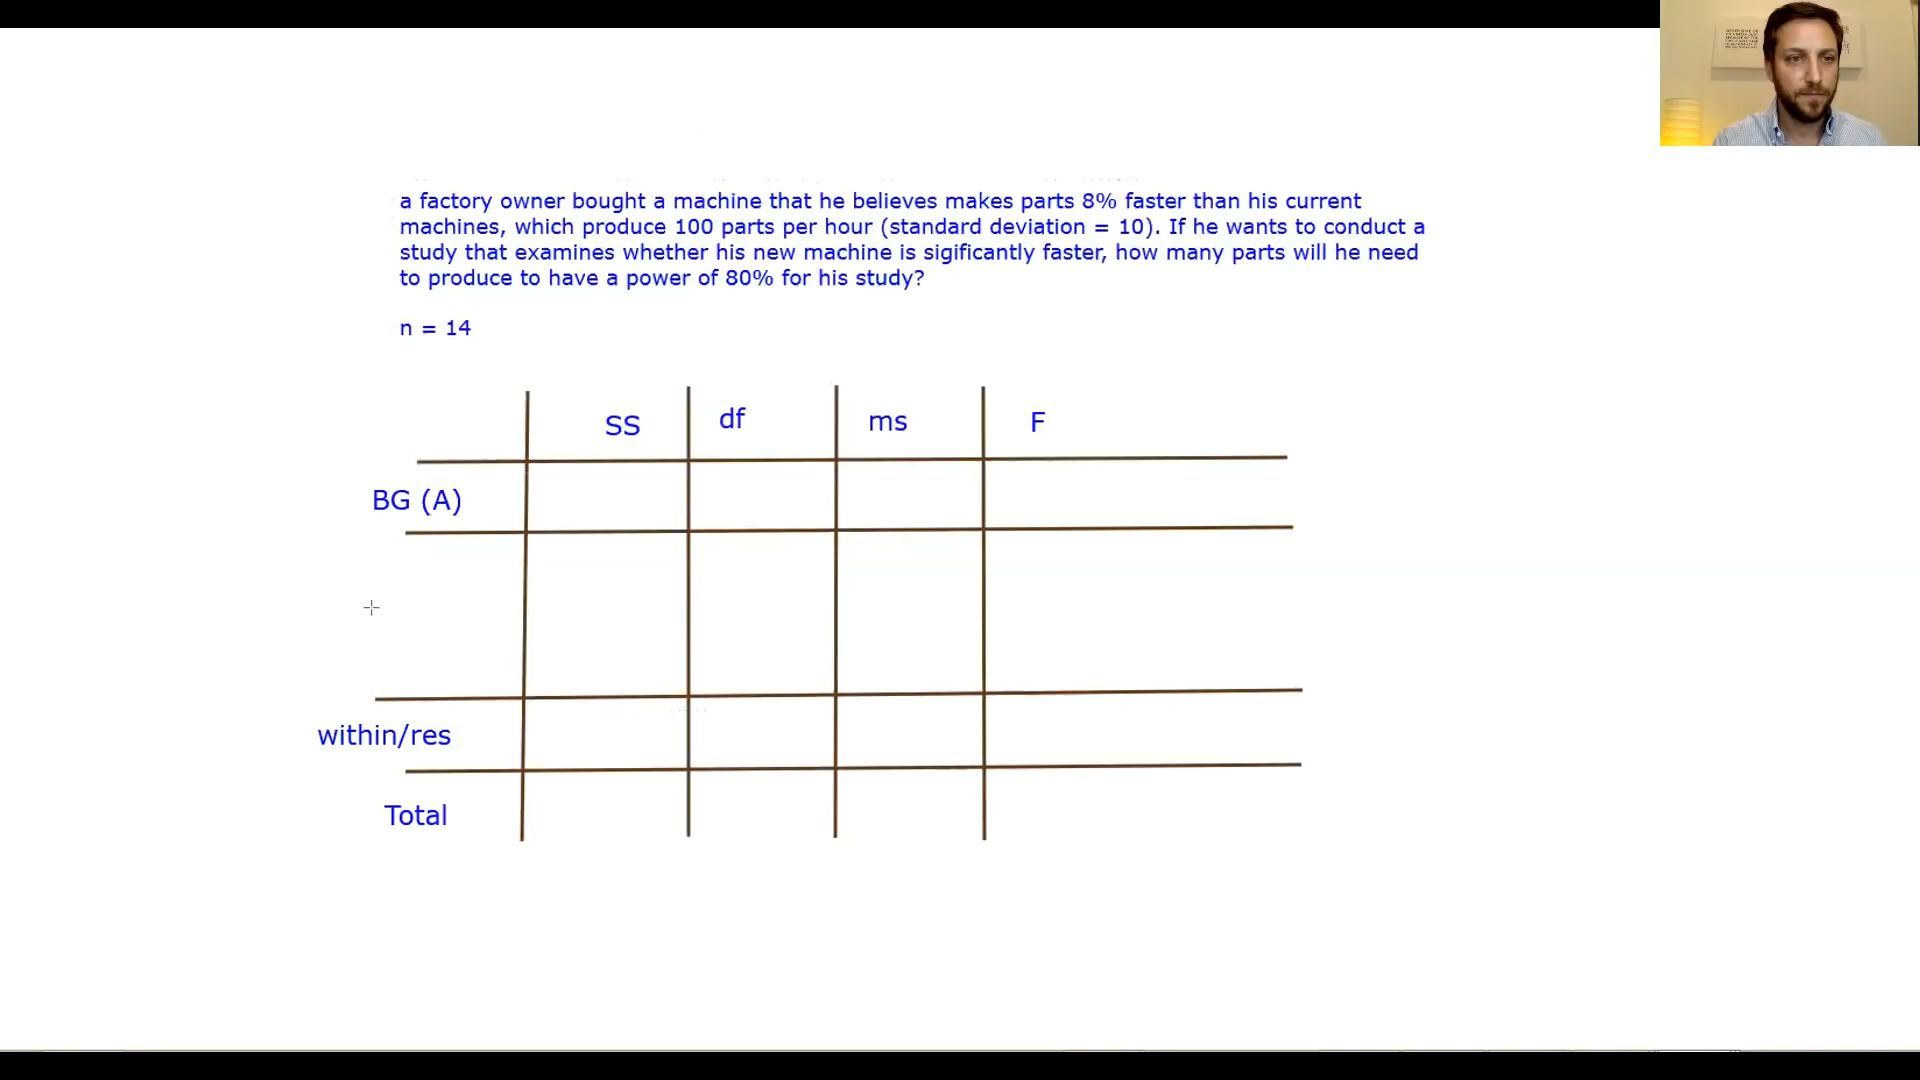 a factory owner bought a machine that he believes makes parts 8% faster than his current
machines, which produce 100 parts per hour (standard deviation = 10). If he wants to conduct a
study that examines whether his new machine is sigificantly faster, how many parts will he need
to produce to have a power of 80% for his study?
n = 14
SS df ms F
BG (A)
within/res
Total